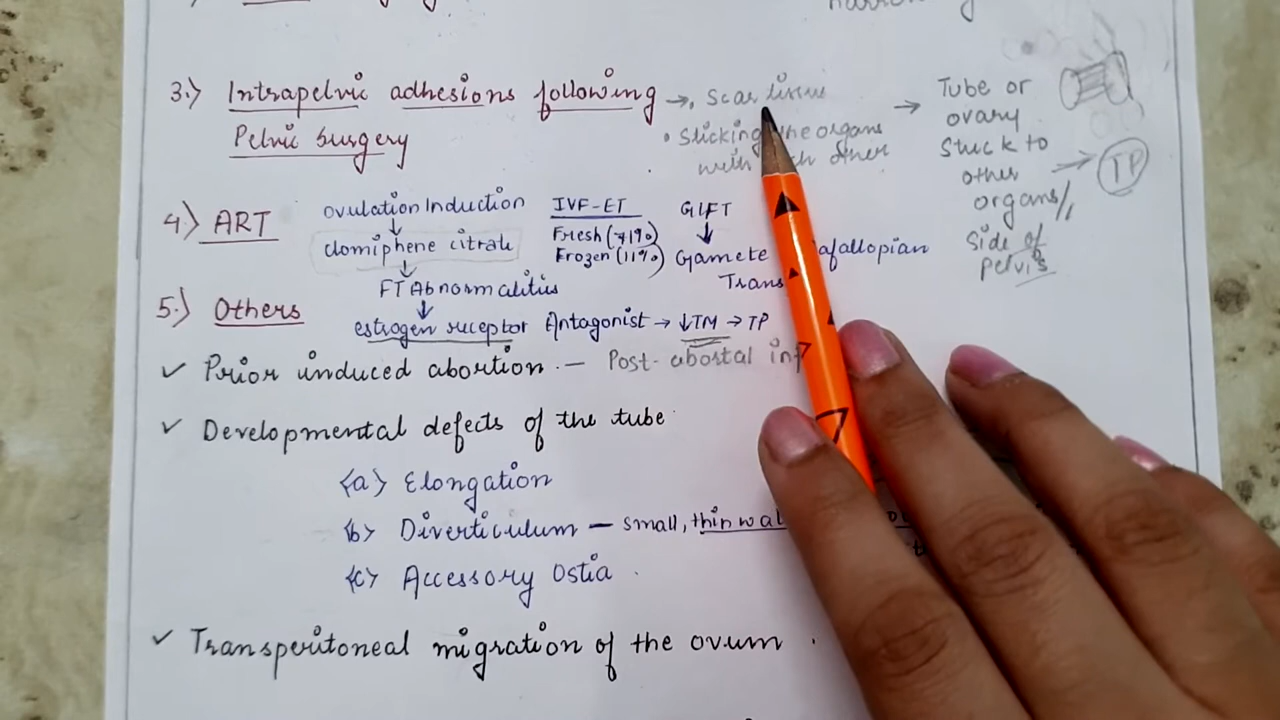 3.) Intrapelvic adhesions following → • Scar tissue → Tube or
Pelvic surgery • Sticking the organs ovary
with each other stuck to → TP
other
organs/,
side of
pelvis
4.) ART ovulation Induction IVF-ET GIFT
↓ Fresh (71%) ↓
clomiphene citrate Frozen (11%) Gamete afallopian
↓ Trans
FT Abnormalities
↓
5.) Others estrogen receptor Antagonist → ↓TM → TP
✓ Prior induced abortion. – Post-abortal inf
✓ Developmental defects of the tube
(a) Elongation
(b) Diverticulum – small, thin wal
(c) Accessory Ostia .
✓ Transperitoneal migration of the ovum .